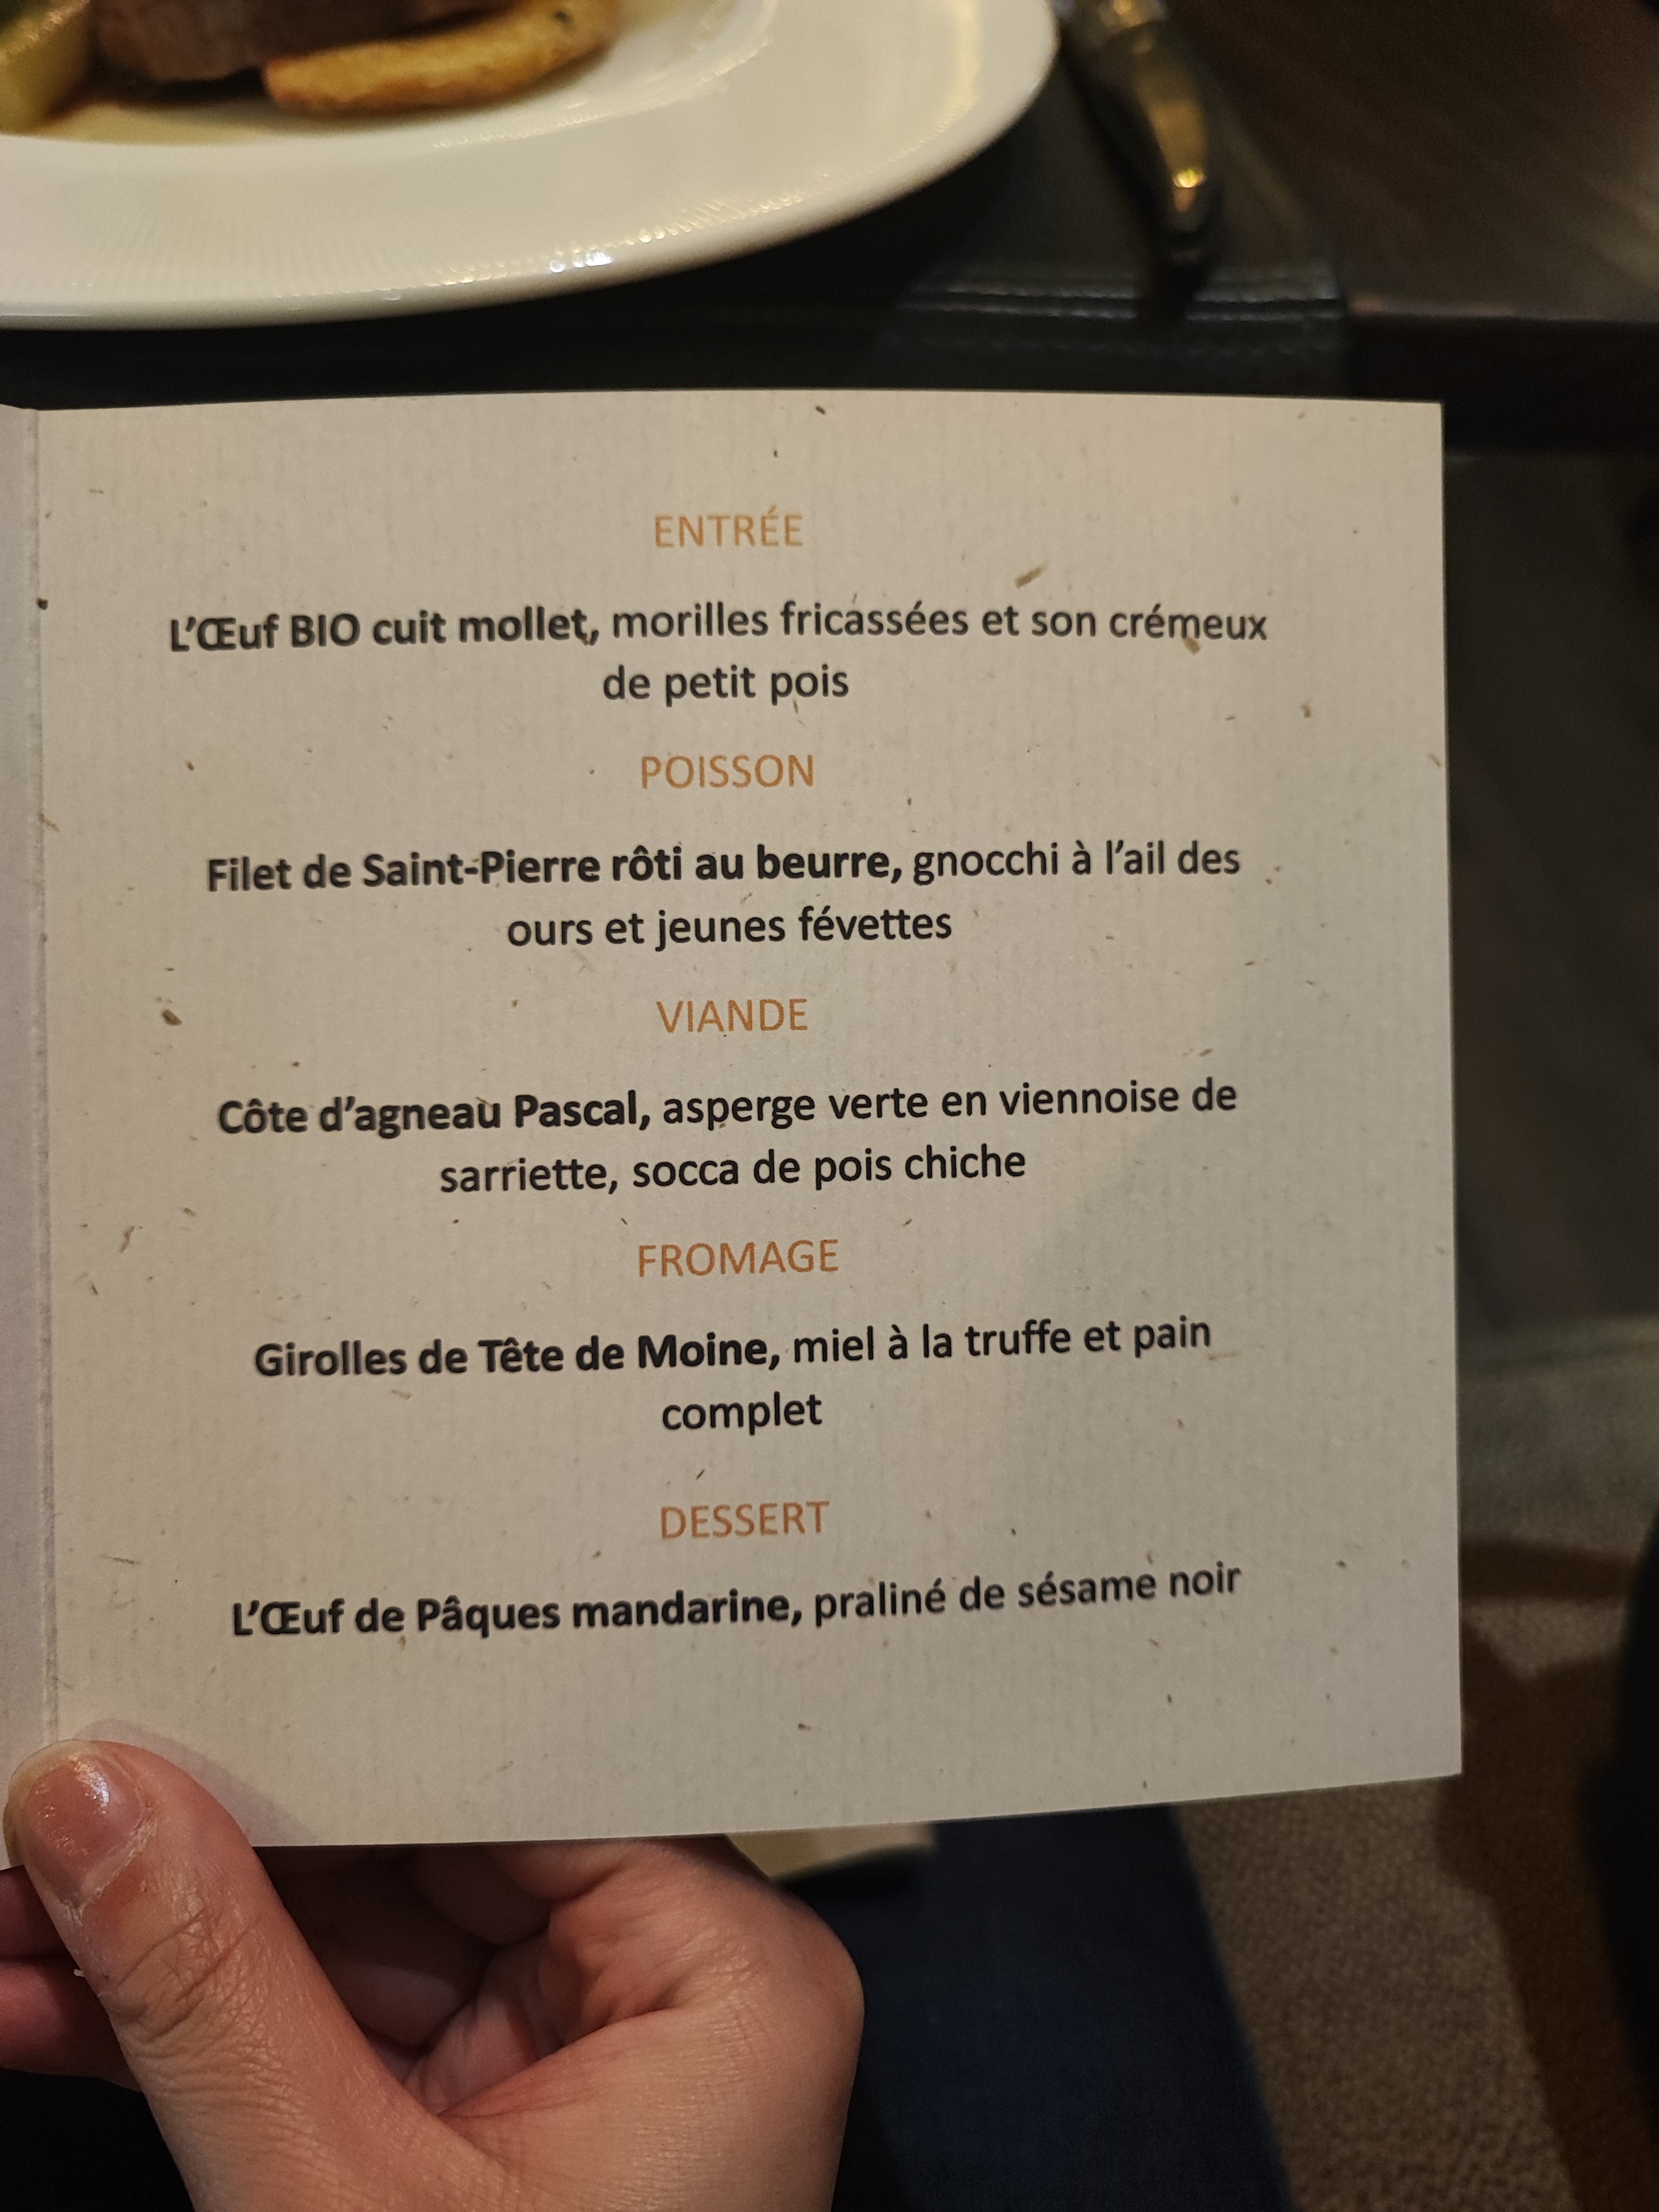 ENTRÉE
L’Œuf BIO cuit mollet, morilles fricassées et son crémeux
de petit pois
POISSON
Filet de Saint-Pierre rôti au beurre, gnocchi à l’ail des
ours et jeunes févettes
VIANDE
Côte d’agneau Pascal, asperge verte en viennoise de
sarriette, socca de pois chiche
FROMAGE
Girolles de Tête de Moine, miel à la truffe et pain
complet
DESSERT
L’Œuf de Pâques mandarine, praliné de sésame noir